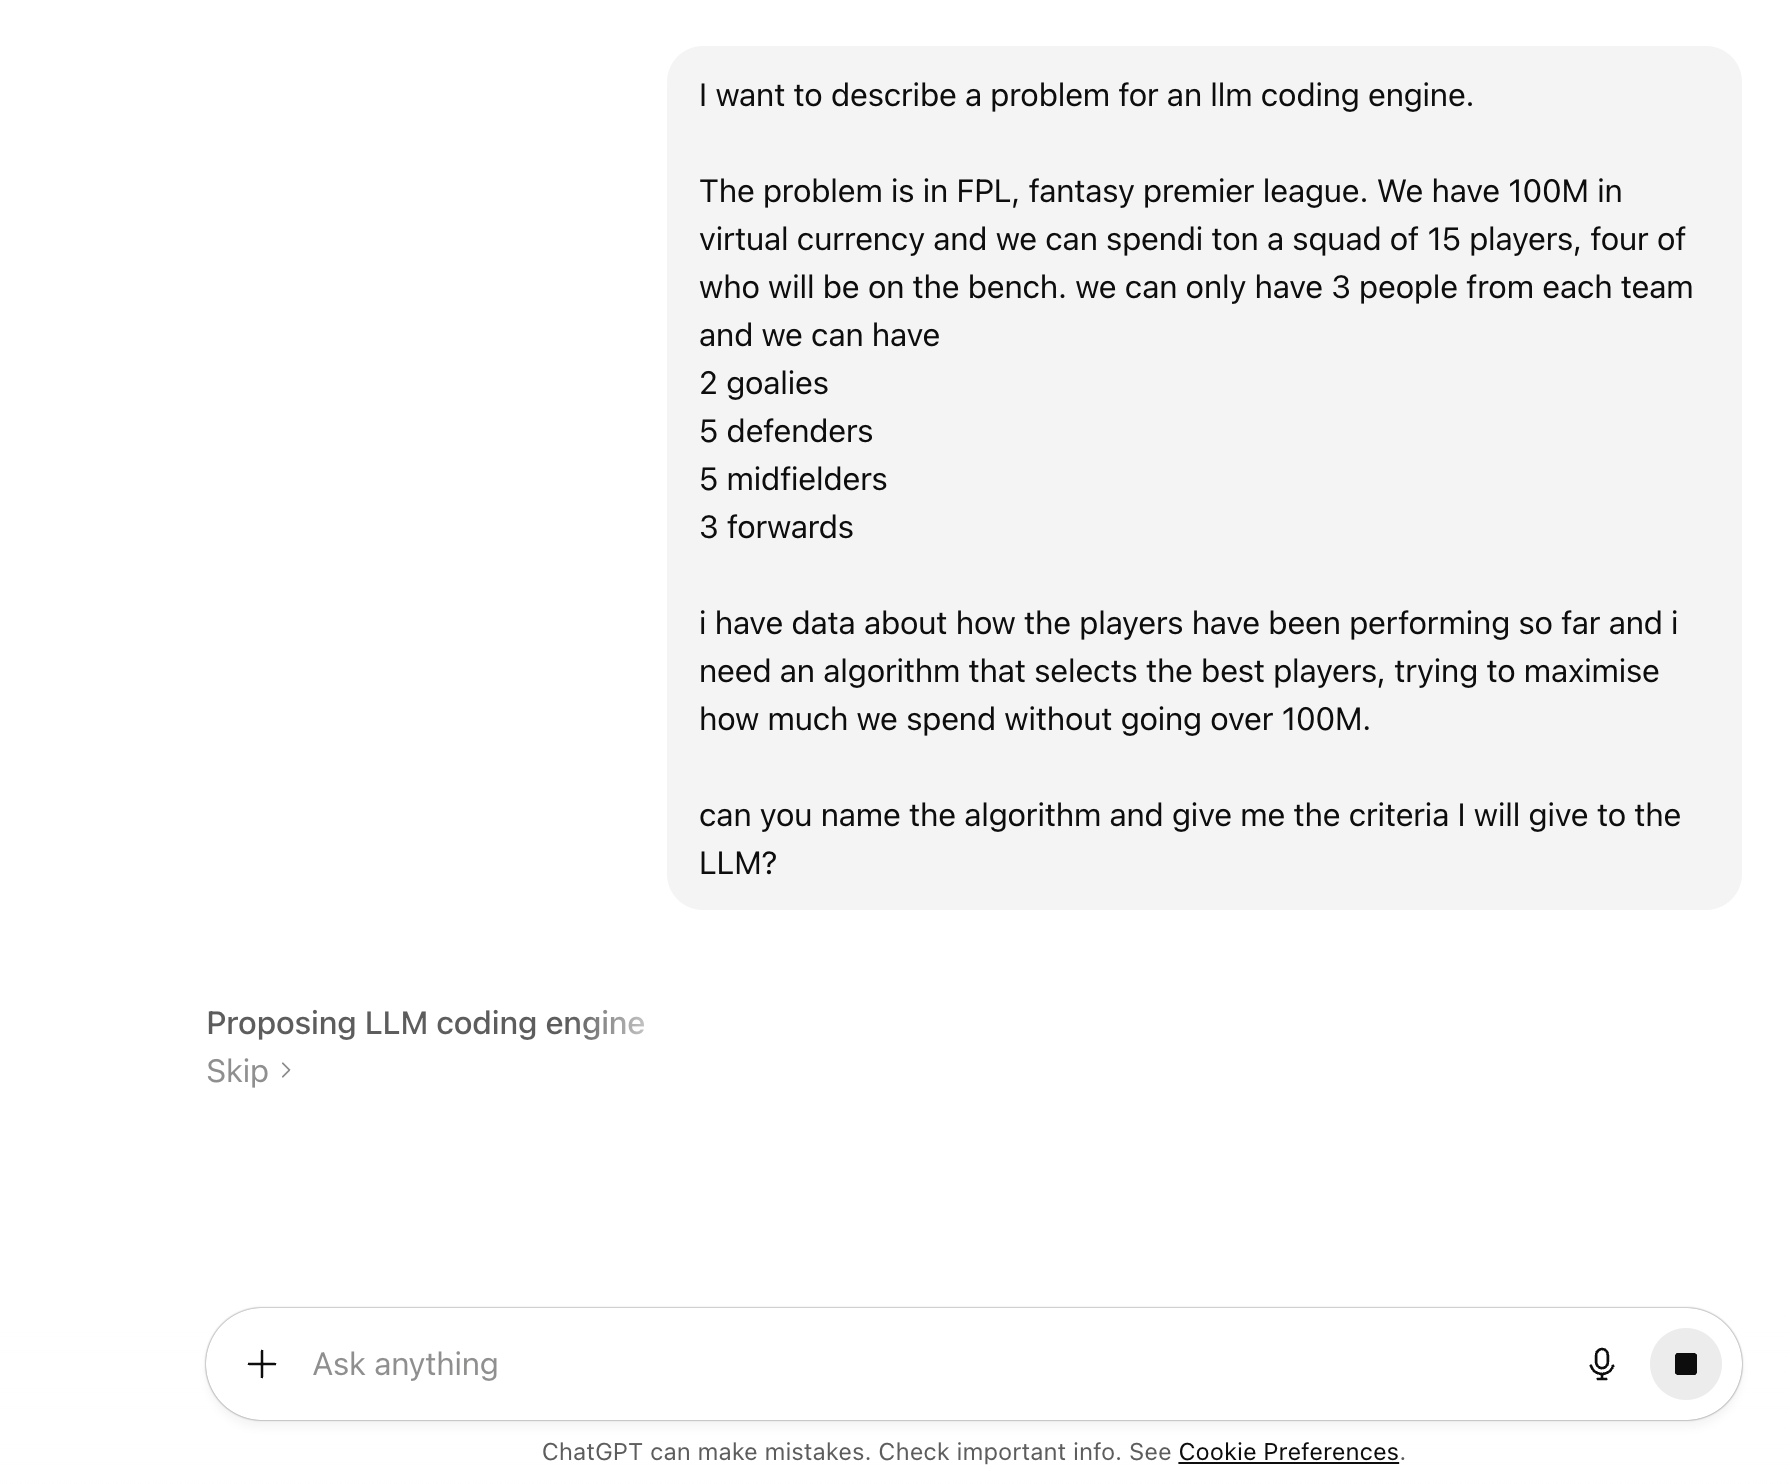 I want to describe a problem for an llm coding engine.
The problem is in FPL, fantasy premier league. We have 100M in
virtual currency and we can spendi ton a squad of 15 players, four of
who will be on the bench. we can only have 3 people from each team
and we can have
2 goalies
5 defenders
5 midfielders
3 forwards
i have data about how the players have been performing so far and i
need an algorithm that selects the best players, trying to maximise
how much we spend without going over 100M.
can you name the algorithm and give me the criteria I will give to the
LLM?
Proposing LLM coding engine
Skip >
Ask anything
ChatGPT can make mistakes. Check important info. See Cookie Preferences.